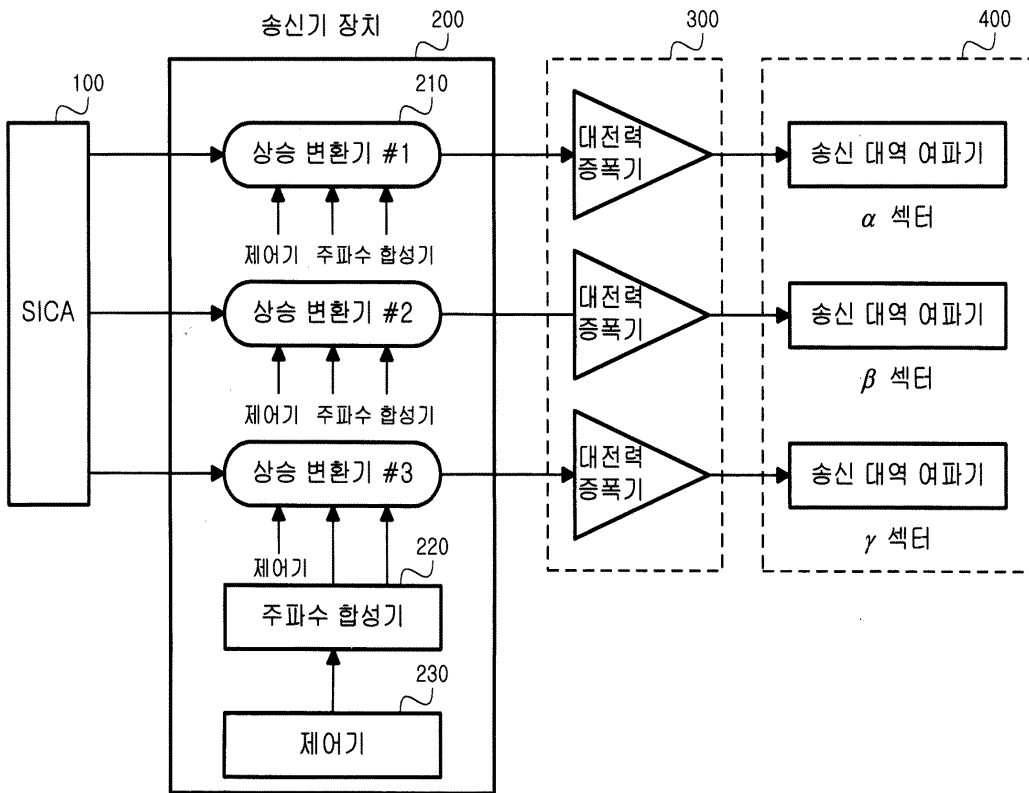 송신기 장치
200
300
400
100
210
SICA
상승 변환기 #1
대전력
증폭기
송신 대역 여파기
α 섹터
제어기
주파수 합성기
상승 변환기 #2
대전력
증폭기
송신 대역 여파기
β 섹터
제어기
주파수 합성기
상승 변환기 #3
대전력
증폭기
송신 대역 여파기
γ 섹터
제어기
220
주파수 합성기
230
제어기